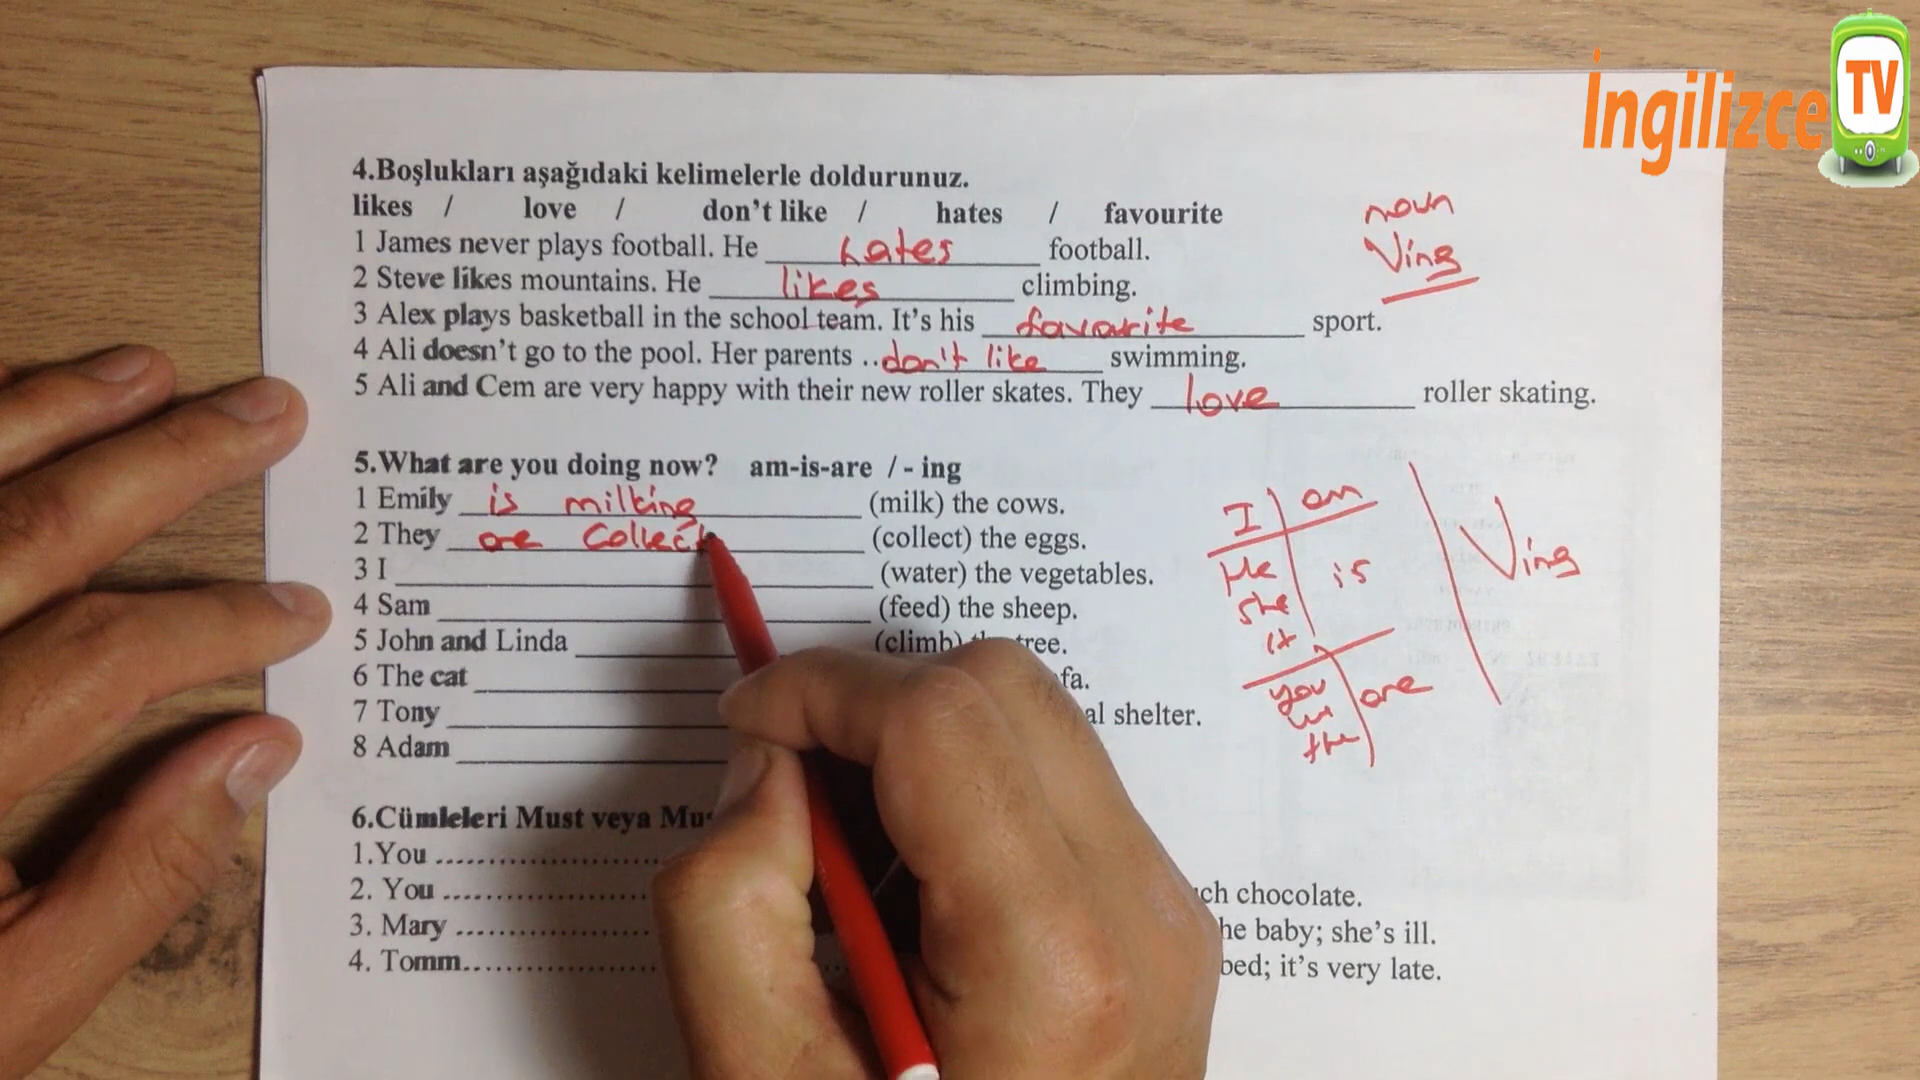 İngilizce TV
4.Boşlukları aşağıdaki kelimelerle doldurunuz.
likes / love / don't like / hates / favourite
1 James never plays football. He hates football.
2 Steve likes mountains. He likes climbing.
3 Alex plays basketball in the school team. It's his favourite sport.
4 Ali doesn't go to the pool. Her parents ..don't like swimming.
5 Ali and Cem are very happy with their new roller skates. They love roller skating.
noun
Ving
5.What are you doing now? am-is-are / - ing
1 Emily is milking (milk) the cows.
2 They are collect (collect) the eggs.
3 I (water) the vegetables.
4 Sam (feed) the sheep.
5 John and Linda (climb) tree.
6 The cat
7 Tony al shelter.
8 Adam
I am
He
she is
it
you are
the
Ving
6.Cümleleri Must veya
1.You ..............................
2. You .............................. chocolate.
3. Mary .............................. baby; she's ill.
4. Tomm.............................. bed; it's very late.